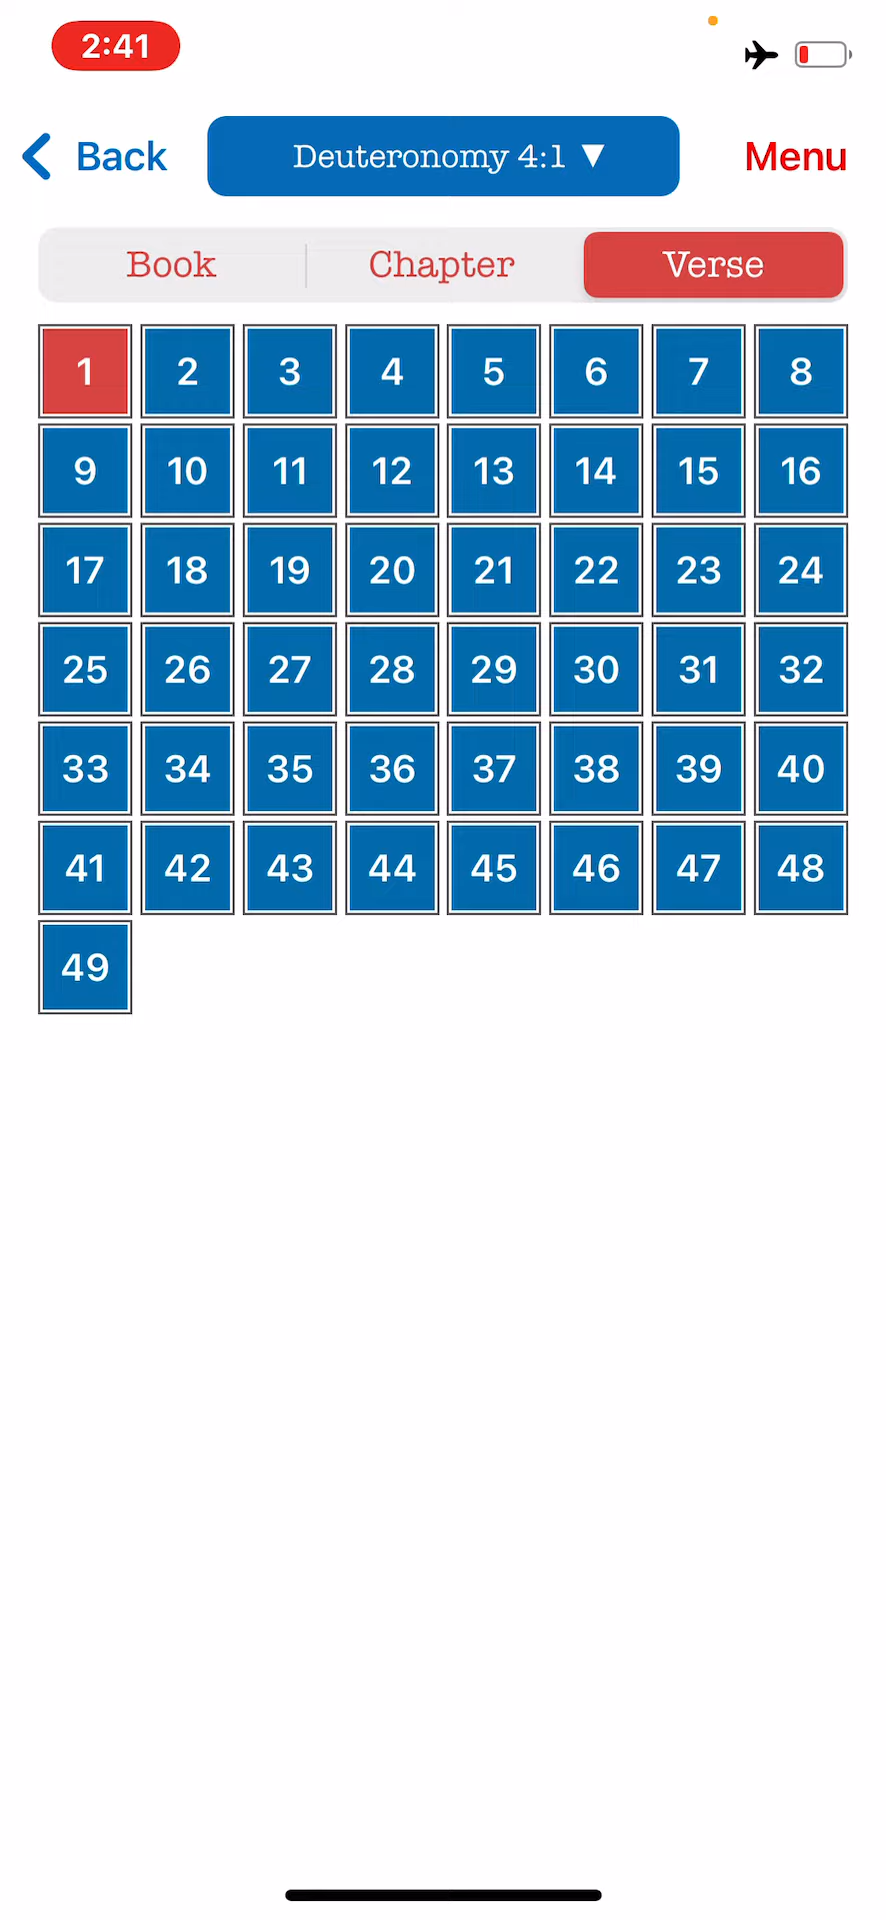 2:41
Back
Deuteronomy 4:1 ▼
Menu
Book Chapter Verse
1 2 3 4 5 6 7 8
9 10 11 12 13 14 15 16
17 18 19 20 21 22 23 24
25 26 27 28 29 30 31 32
33 34 35 36 37 38 39 40
41 42 43 44 45 46 47 48
49